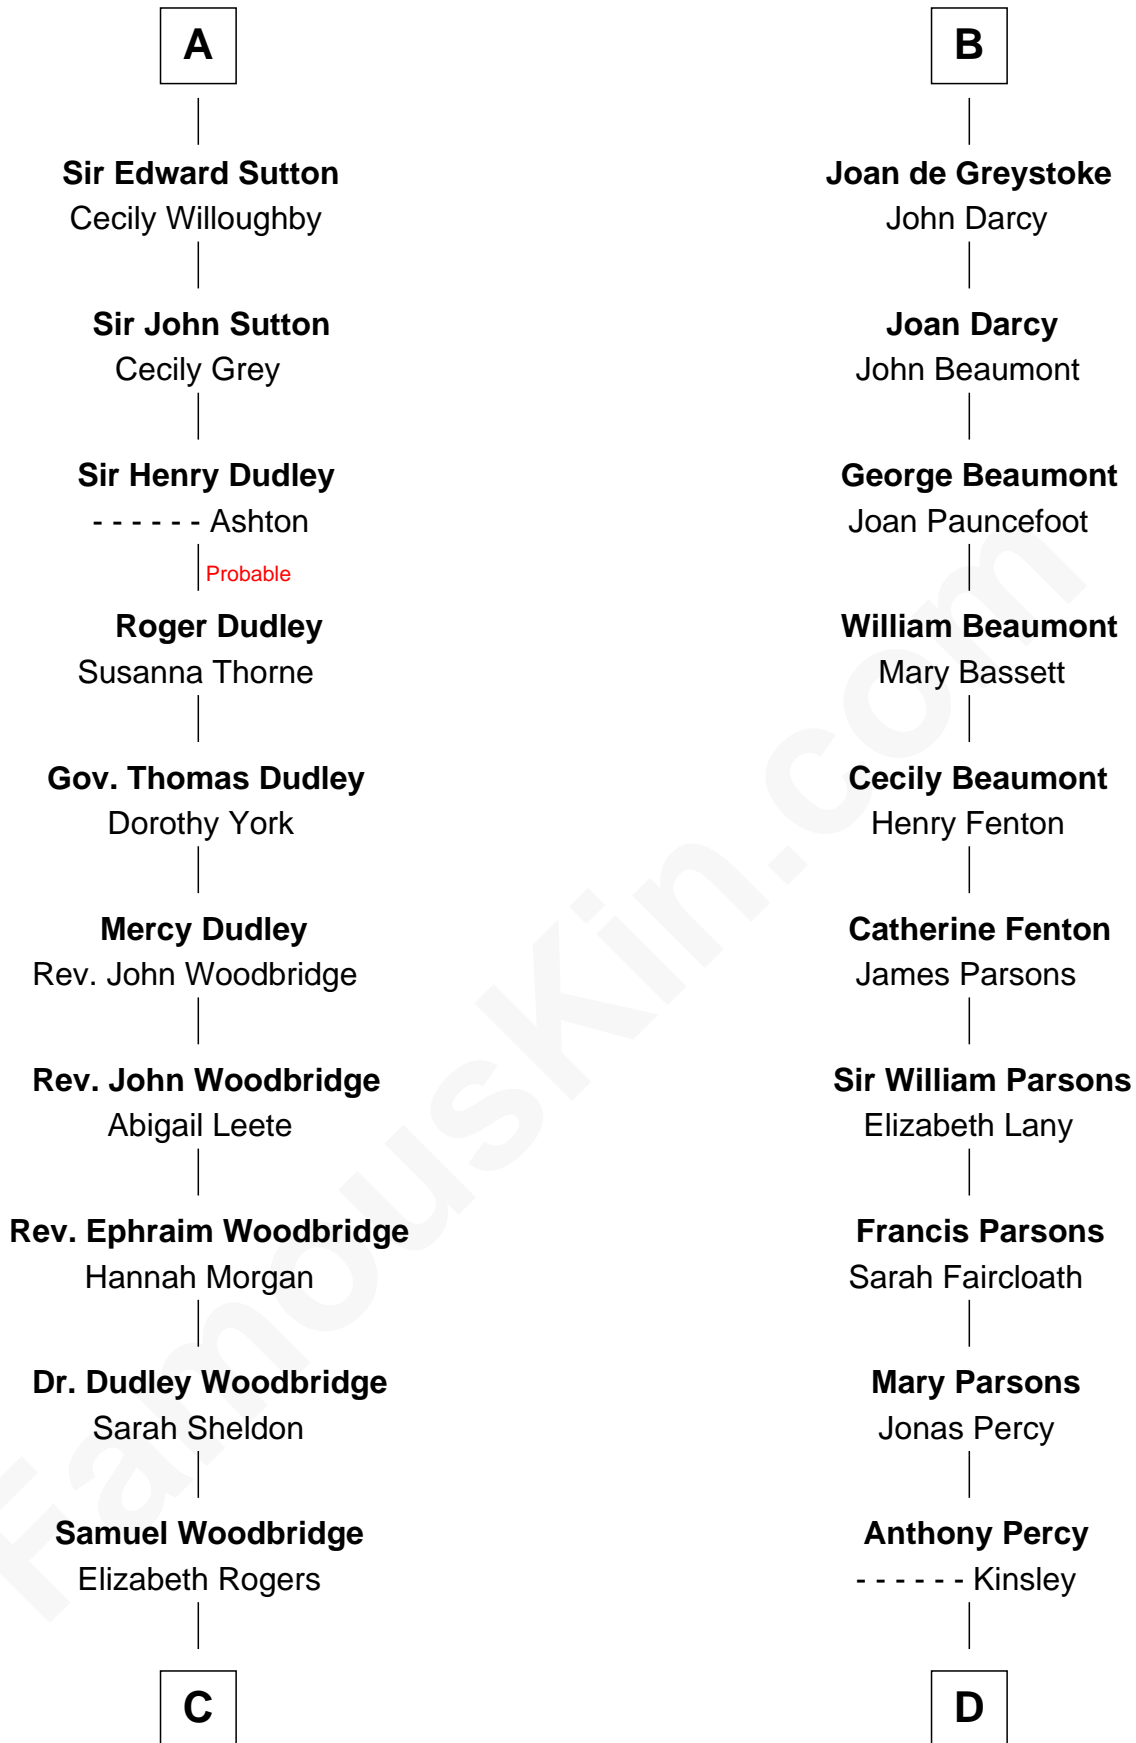 A
Sir Edward Sutton
Cecily Willoughby
Sir John Sutton
Cecily Grey
Sir Henry Dudley
- - - - - - Ashton
Probable
Roger Dudley
Susanna Thorne
Gov. Thomas Dudley
Dorothy York
Mercy Dudley
Rev. John Woodbridge
Rev. John Woodbridge
Abigail Leete
Rev. Ephraim Woodbridge
Hannah Morgan
Dr. Dudley Woodbridge
Sarah Sheldon
Samuel Woodbridge
Elizabeth Rogers
C
B
Joan de Greystoke
John Darcy
Joan Darcy
John Beaumont
George Beaumont
Joan Pauncefoot
William Beaumont
Mary Bassett
Cecily Beaumont
Henry Fenton
Catherine Fenton
James Parsons
Sir William Parsons
Elizabeth Lany
Francis Parsons
Sarah Faircloath
Mary Parsons
Jonas Percy
Anthony Percy
- - - - - - Kinsley
D
FamousKin.com